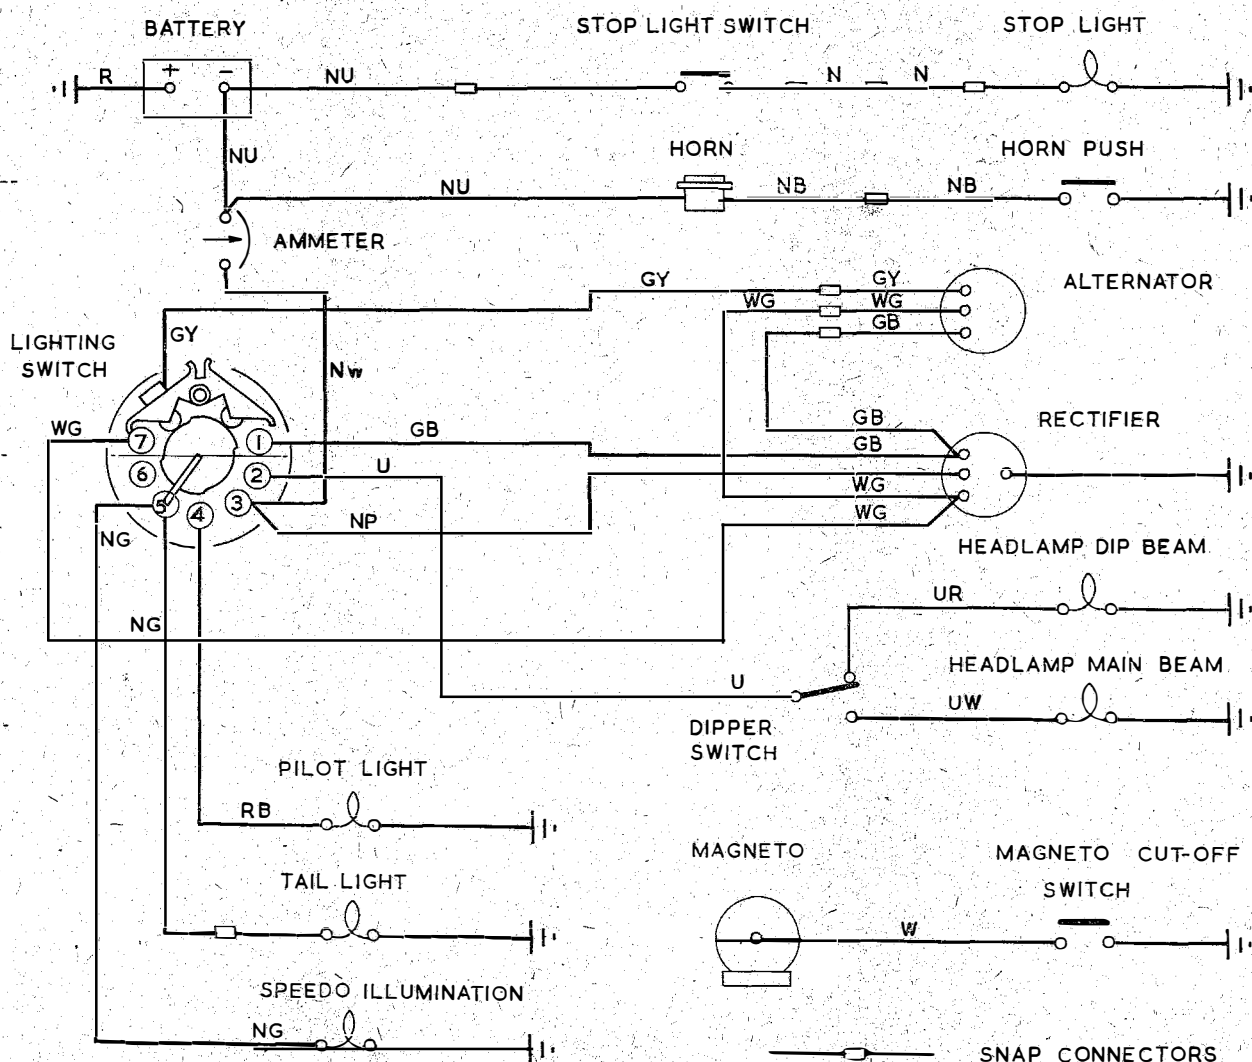 BATTERY
STOP LIGHT SWITCH
STOP LIGHT
R
+
-
NU
N
N
NU
HORN
HORN PUSH
NU
NB
NB
AMMETER
GY
GY
ALTERNATOR
WG
WG
GB
GY
LIGHTING
SWITCH
NW
WG
7
1
GB
GB
GB
RECTIFIER
6
2
U
WG
5
4
3
NP
WG
NG
HEADLAMP DIP BEAM
UR
NG
HEADLAMP MAIN BEAM
U
UW
DIPPER
SWITCH
PILOT LIGHT
RB
MAGNETO
MAGNETO CUT-OFF
SWITCH
TAIL LIGHT
W
SPEEDO ILLUMINATION
NG
SNAP CONNECTORS